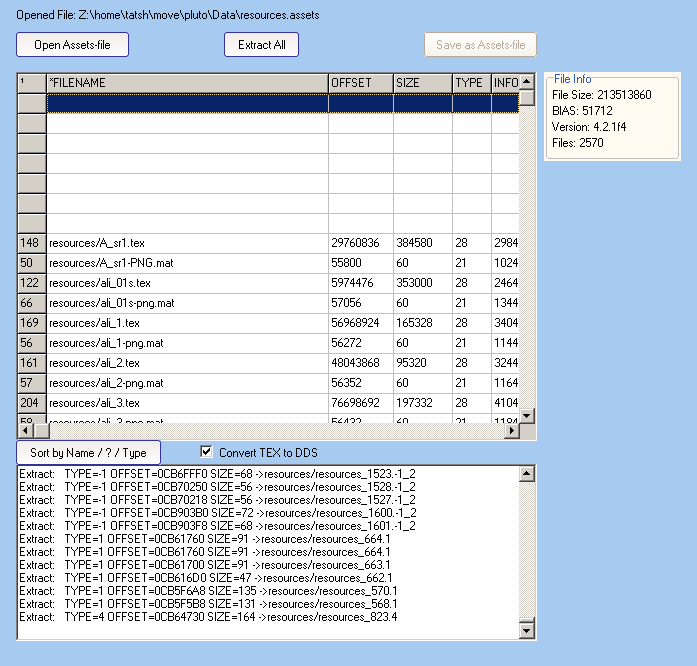 Opened File: Z:\home\tatsh\move\pluto\Data\resources.assets
Open Assets-file
Extract All
Save as Assets-file
¹ *FILENAME OFFSET SIZE TYPE INFO
148 resources/A_sr1.tex 29760836 384580 28 2984
50 resources/A_sr1-PNG.mat 55800 60 21 1024
122 resources/ali_01s.tex 5974476 353000 28 2464
66 resources/ali_01s-png.mat 57056 60 21 1344
169 resources/ali_1.tex 56968924 165328 28 3404
56 resources/ali_1-png.mat 56272 60 21 1144
161 resources/ali_2.tex 48043868 95320 28 3244
57 resources/ali_2-png.mat 56352 60 21 1164
204 resources/ali_3.tex 76698692 197332 28 4104
58 resources/ali_3-png.mat 56432 60 21 1184
File Info
File Size: 213513860
BIAS: 51712
Version: 4.2.1f4
Files: 2570
Sort by Name / ? / Type
Convert TEX to DDS
Extract: TYPE=-1 OFFSET=0CB6FFF0 SIZE=68 ->resources/resources_1523.-1_2
Extract: TYPE=-1 OFFSET=0CB70250 SIZE=56 ->resources/resources_1528.-1_2
Extract: TYPE=-1 OFFSET=0CB70218 SIZE=56 ->resources/resources_1527.-1_2
Extract: TYPE=-1 OFFSET=0CB903B0 SIZE=72 ->resources/resources_1600.-1_2
Extract: TYPE=-1 OFFSET=0CB903F8 SIZE=68 ->resources/resources_1601.-1_2
Extract: TYPE=1 OFFSET=0CB61760 SIZE=91 ->resources/resources_664.1
Extract: TYPE=1 OFFSET=0CB61760 SIZE=91 ->resources/resources_664.1
Extract: TYPE=1 OFFSET=0CB61700 SIZE=91 ->resources/resources_663.1
Extract: TYPE=1 OFFSET=0CB616D0 SIZE=47 ->resources/resources_662.1
Extract: TYPE=1 OFFSET=0CB5F6A8 SIZE=135 ->resources/resources_570.1
Extract: TYPE=1 OFFSET=0CB5F5B8 SIZE=131 ->resources/resources_568.1
Extract: TYPE=4 OFFSET=0CB64730 SIZE=164 ->resources/resources_823.4